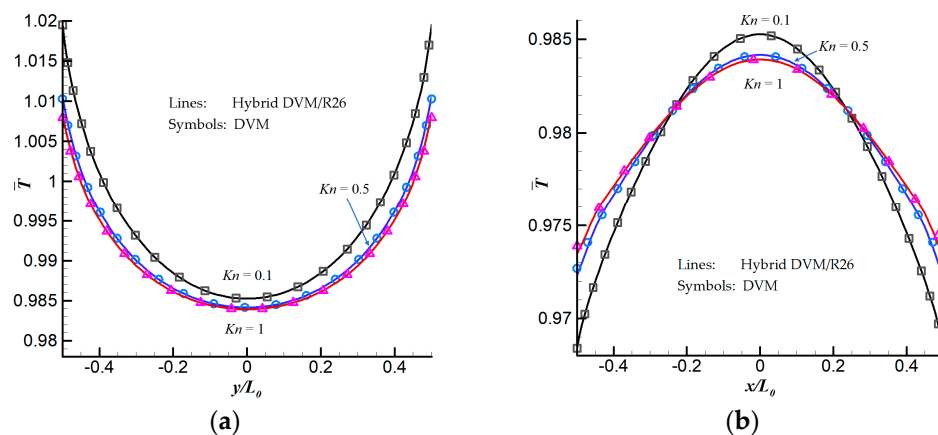 1.02
1.015
1.01
1.005
1
0.995
0.99
0.985
0.98
T̄
Lines: Hybrid DVM/R26
Symbols: DVM
Kn = 0.5
Kn = 0.1
Kn = 1
-0.4 -0.2 0 0.2 0.4
y/L₀
(a)
0.985
0.98
0.975
0.97
T̄
Kn = 0.1
Kn = 0.5
Kn = 1
Lines: Hybrid DVM/R26
Symbols: DVM
-0.4 -0.2 0 0.2 0.4
x/L₀
(b)